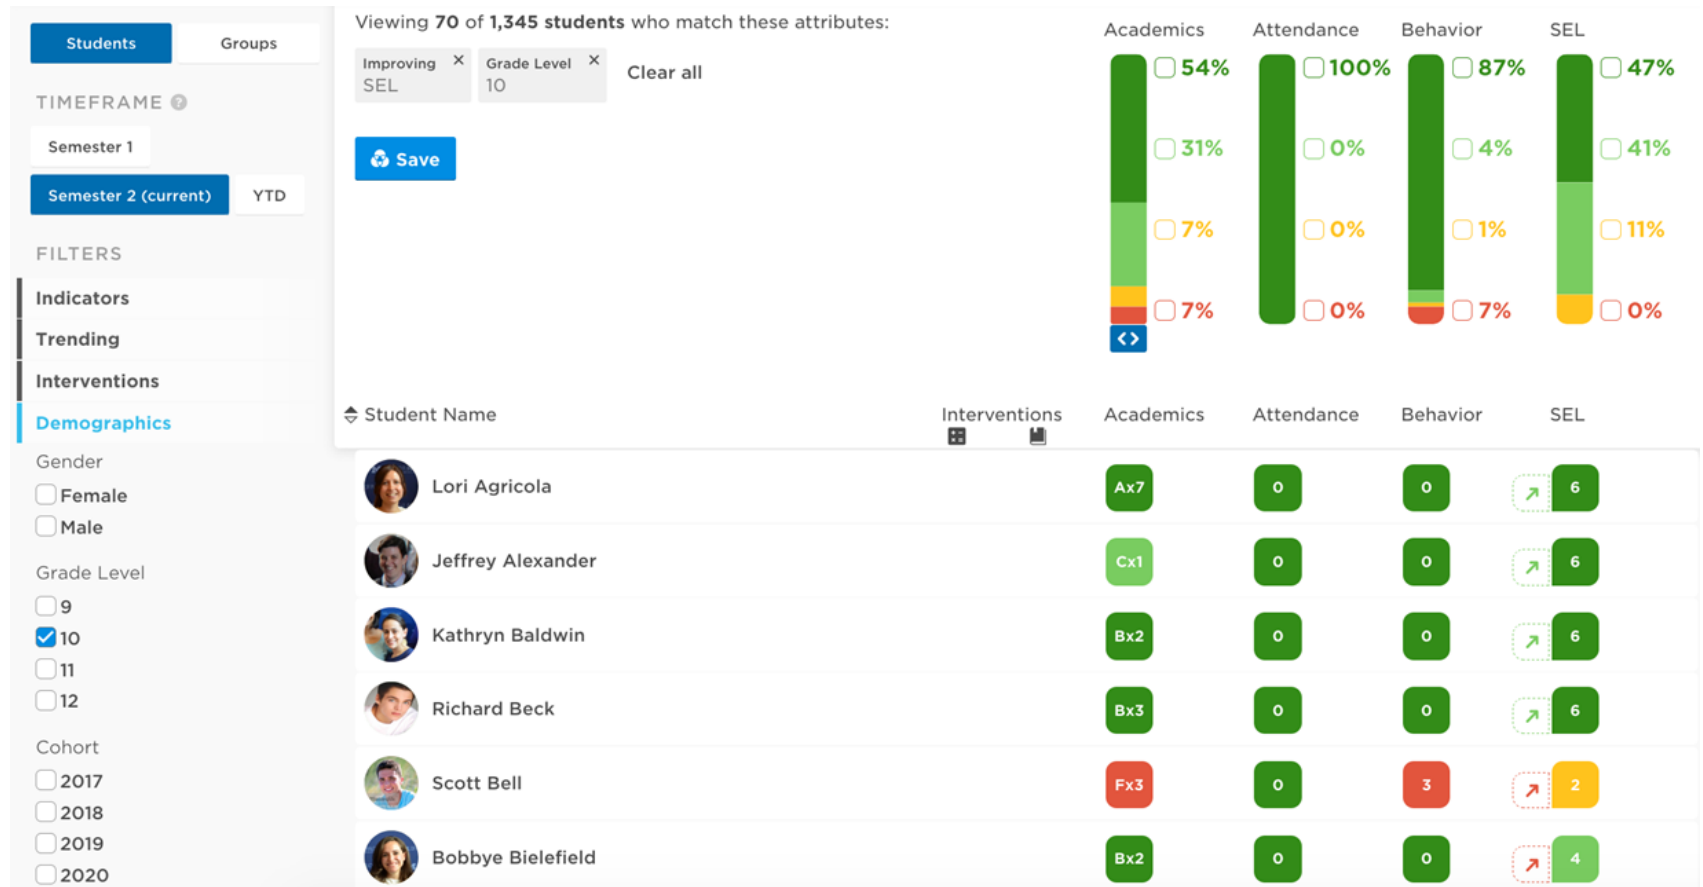 Students Groups
TIMEFRAME ?
Semester 1
Semester 2 (current) YTD
FILTERS
Indicators
Trending
Interventions
Demographics
Gender
Female
Male
Grade Level
9
10
11
12
Cohort
2017
2018
2019
2020
Viewing 70 of 1,345 students who match these attributes:
Improving × Grade Level ×
SEL 10
Clear all
Save
Academics Attendance Behavior SEL
54% 100% 87% 47%
31% 0% 4% 41%
7% 0% 1% 11%
7% 0% 7% 0%
Student Name Interventions Academics Attendance Behavior SEL
Lori Agricola Ax7 0 0 6
Jeffrey Alexander Cx1 0 0 6
Kathryn Baldwin Bx2 0 0 6
Richard Beck Bx3 0 0 6
Scott Bell Fx3 0 3 2
Bobbye Bielefield Bx2 0 0 4